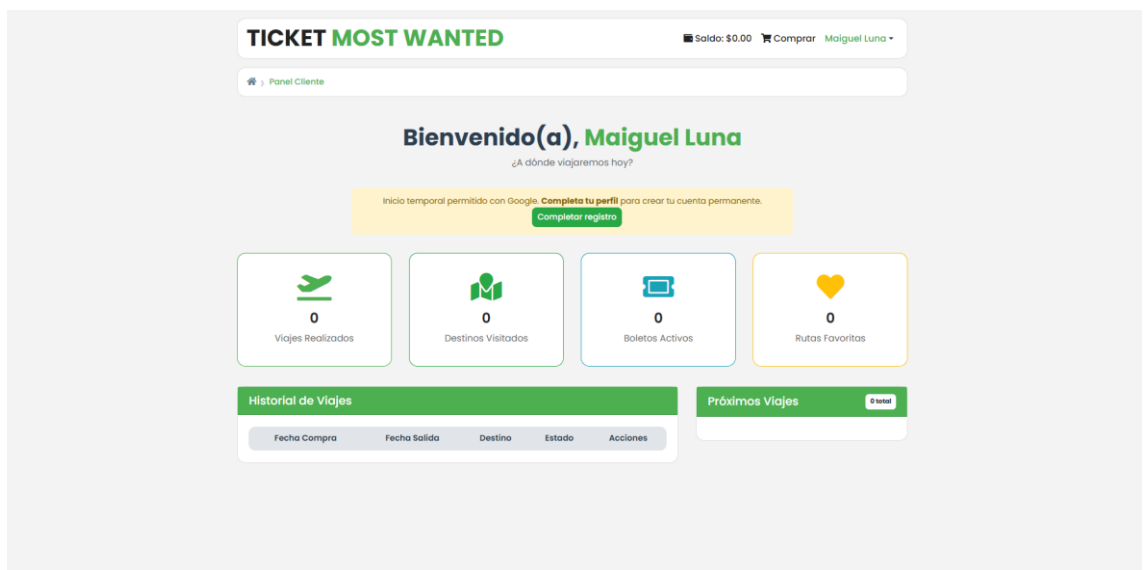 TICKET MOST WANTED
Saldo: $0.00 Comprar Maiguel Luna
Panel Cliente
Bienvenido(a), Maiguel Luna
¿A dónde viajaremos hoy?
Inicio temporal permitido con Google. Completa tu perfil para crear tu cuenta permanente.
Completar registro
0
Viajes Realizados
0
Destinos Visitados
0
Boletos Activos
0
Rutas Favoritas
Historial de Viajes
Fecha Compra Fecha Salida Destino Estado Acciones
Próximos Viajes 0 total